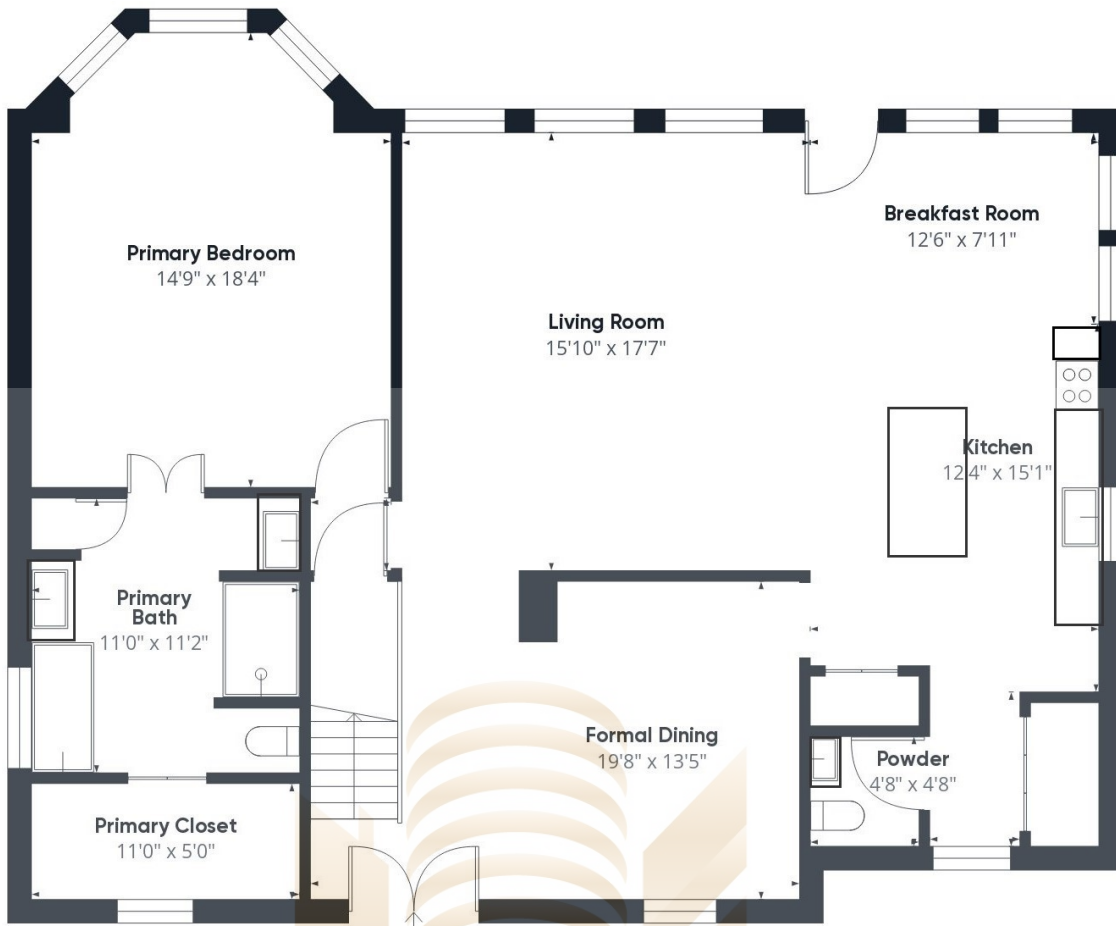 Primary Bedroom
14'9" x 18'4"
Living Room
15'10" x 17'7"
Breakfast Room
12'6" x 7'11"
Kitchen
12'4" x 15'1"
Primary
Bath
11'0" x 11'2"
Formal Dining
19'8" x 13'5"
Powder
4'8" x 4'8"
Primary Closet
11'0" x 5'0"